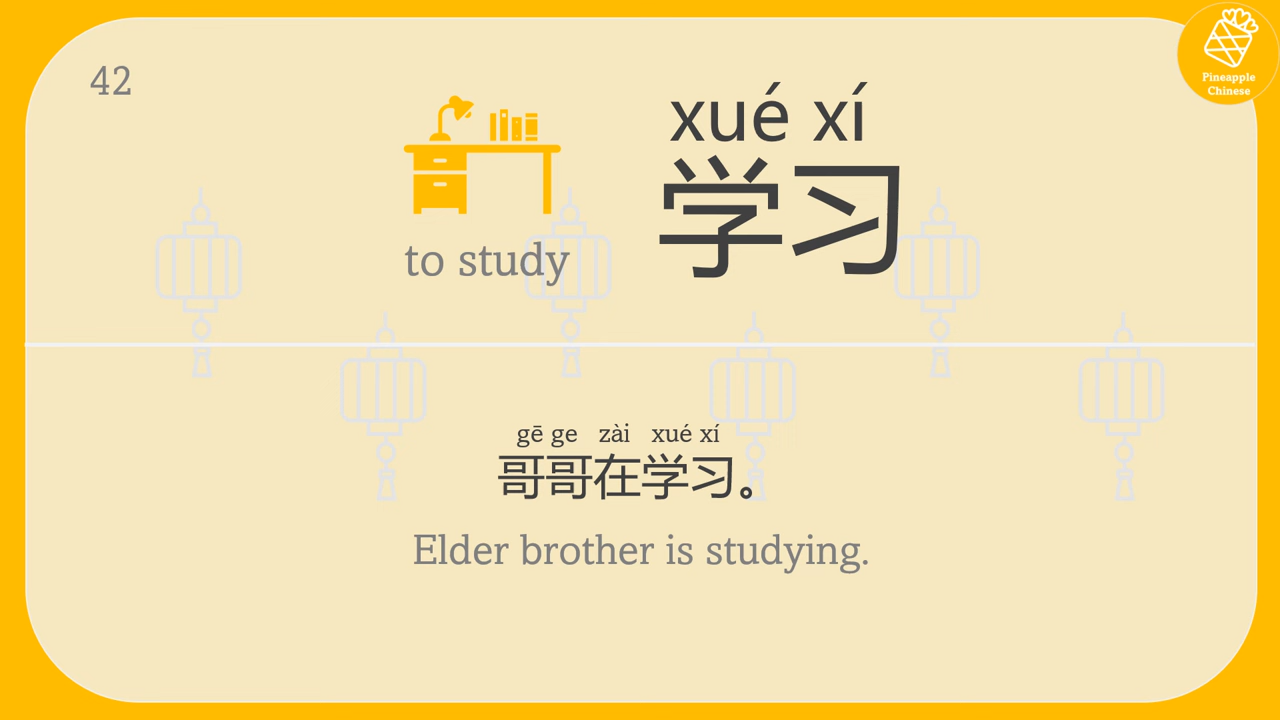 42
Pineapple
Chinese
xué xí
学习
to study
gē ge zài xué xí
哥哥在学习。
Elder brother is studying.